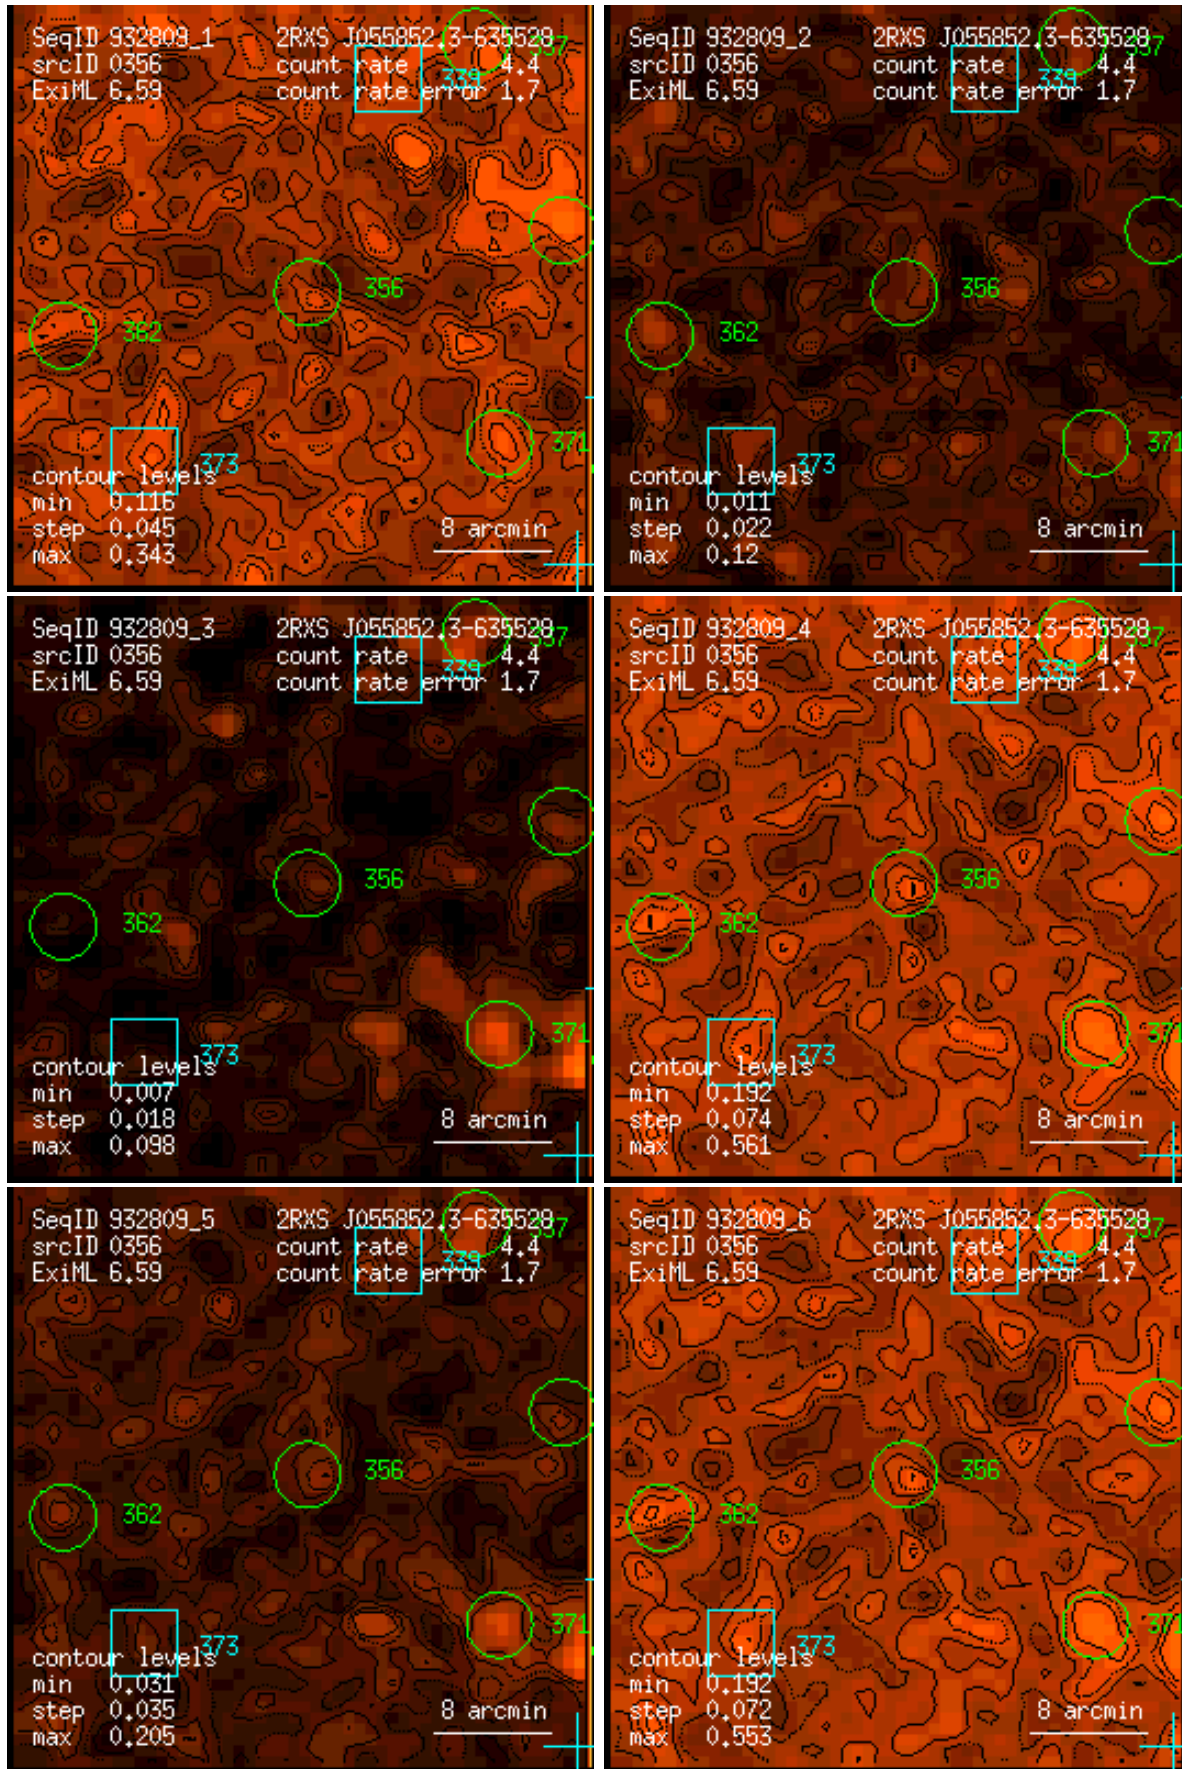 SeqID 932809_1 2RXS J055852.3-635528 337
srcID 0356 count rate 4.4
339
ExiML 6.59 count rate error 1.7
356
362
371
373
contour levels
min 0.116
step 0.045 8 arcmin
max 0.343
SeqID 932809_2 2RXS J055852.3-635528 337
srcID 0356 count rate 4.4
339
ExiML 6.59 count rate error 1.7
356
362
371
373
contour levels
min 0.011
step 0.022 8 arcmin
max 0.12
SeqID 932809_3 2RXS J055852.3-635528 337
srcID 0356 count rate 4.4
339
ExiML 6.59 count rate error 1.7
356
362
371
373
contour levels
min 0.007
step 0.018 8 arcmin
max 0.098
SeqID 932809_4 2RXS J055852.3-635528 337
srcID 0356 count rate 4.4
339
ExiML 6.59 count rate error 1.7
356
362
371
373
contour levels
min 0.192
step 0.074 8 arcmin
max 0.561
SeqID 932809_5 2RXS J055852.3-635528 337
srcID 0356 count rate 4.4
339
ExiML 6.59 count rate error 1.7
356
362
371
373
contour levels
min 0.031
step 0.035 8 arcmin
max 0.205
SeqID 932809_6 2RXS J055852.3-635528 337
srcID 0356 count rate 4.4
339
ExiML 6.59 count rate error 1.7
356
362
371
373
contour levels
min 0.192
step 0.072 8 arcmin
max 0.553